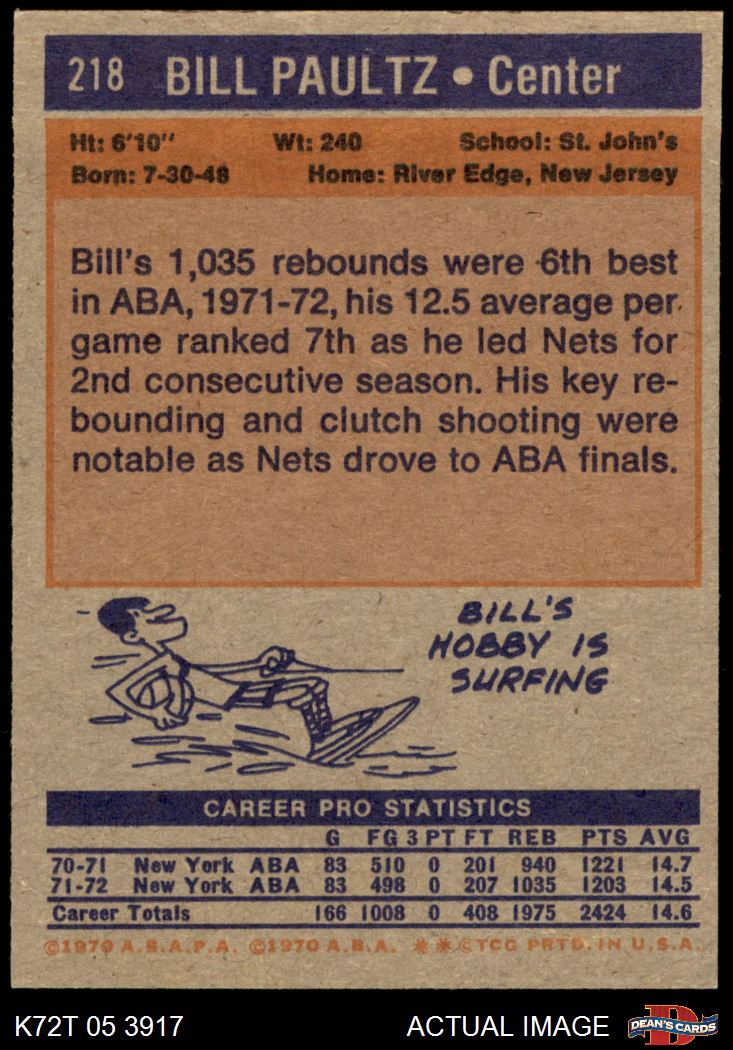 218 BILL PAULTZ • Center
Ht: 6'10" Wt: 240 School: St. John's
Born: 7-30-48 Home: River Edge, New Jersey
Bill's 1,035 rebounds were 6th best
in ABA, 1971-72, his 12.5 average per
game ranked 7th as he led Nets for
2nd consecutive season. His key re-
bounding and clutch shooting were
notable as Nets drove to ABA finals.
BILL'S
HOBBY IS
SURFING
CAREER PRO STATISTICS
G FG 3 PT FT REB PTS AVG
70-71 New York ABA 83 510 0 201 940 1221 14.7
71-72 New York ABA 83 498 0 207 1035 1203 14.5
Career Totals 166 1008 0 408 1975 2424 14.6
©1970 A.B.A.P.A. ©1970 A.B.A. ** ©TCG PRTD. IN U.S.A.
K72T 05 3917 ACTUAL IMAGE DEAN'S CARDS